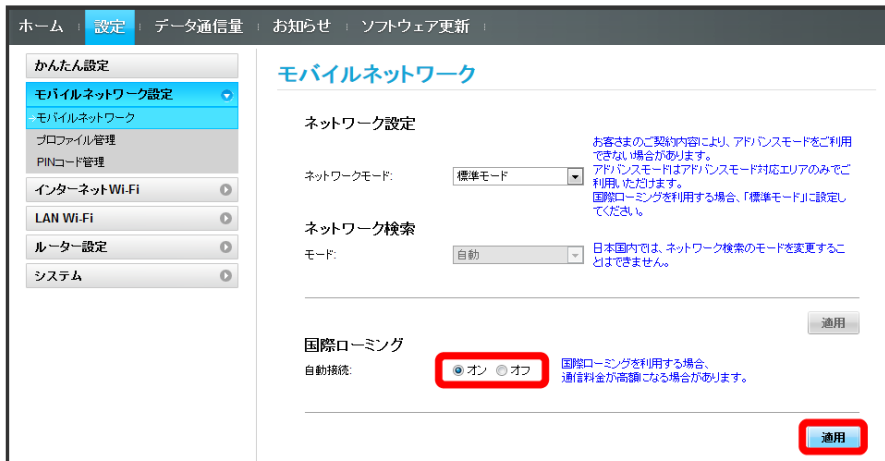 ホーム 設定 データ通信量 お知らせ ソフトウェア更新
かんたん設定
モバイルネットワーク設定
モバイルネットワーク
プロファイル管理
PINコード管理
インターネットWi-Fi
LAN Wi-Fi
ルーター設定
システム
モバイルネットワーク
ネットワーク設定
ネットワークモード: 標準モード
お客さまのご契約内容により、アドバンスモードをご利用
できない場合があります。
アドバンスモードはアドバンスモード対応エリアのみでご
利用いただけます。
国際ローミングを利用する場合、「標準モード」に設定し
てください。
ネットワーク検索
モード: 自動
日本国内では、ネットワーク検索のモードを変更するこ
とはできません。
適用
国際ローミング
自動接続: オン オフ
国際ローミングを利用する場合、
通信料金が高額になる場合があります。
適用